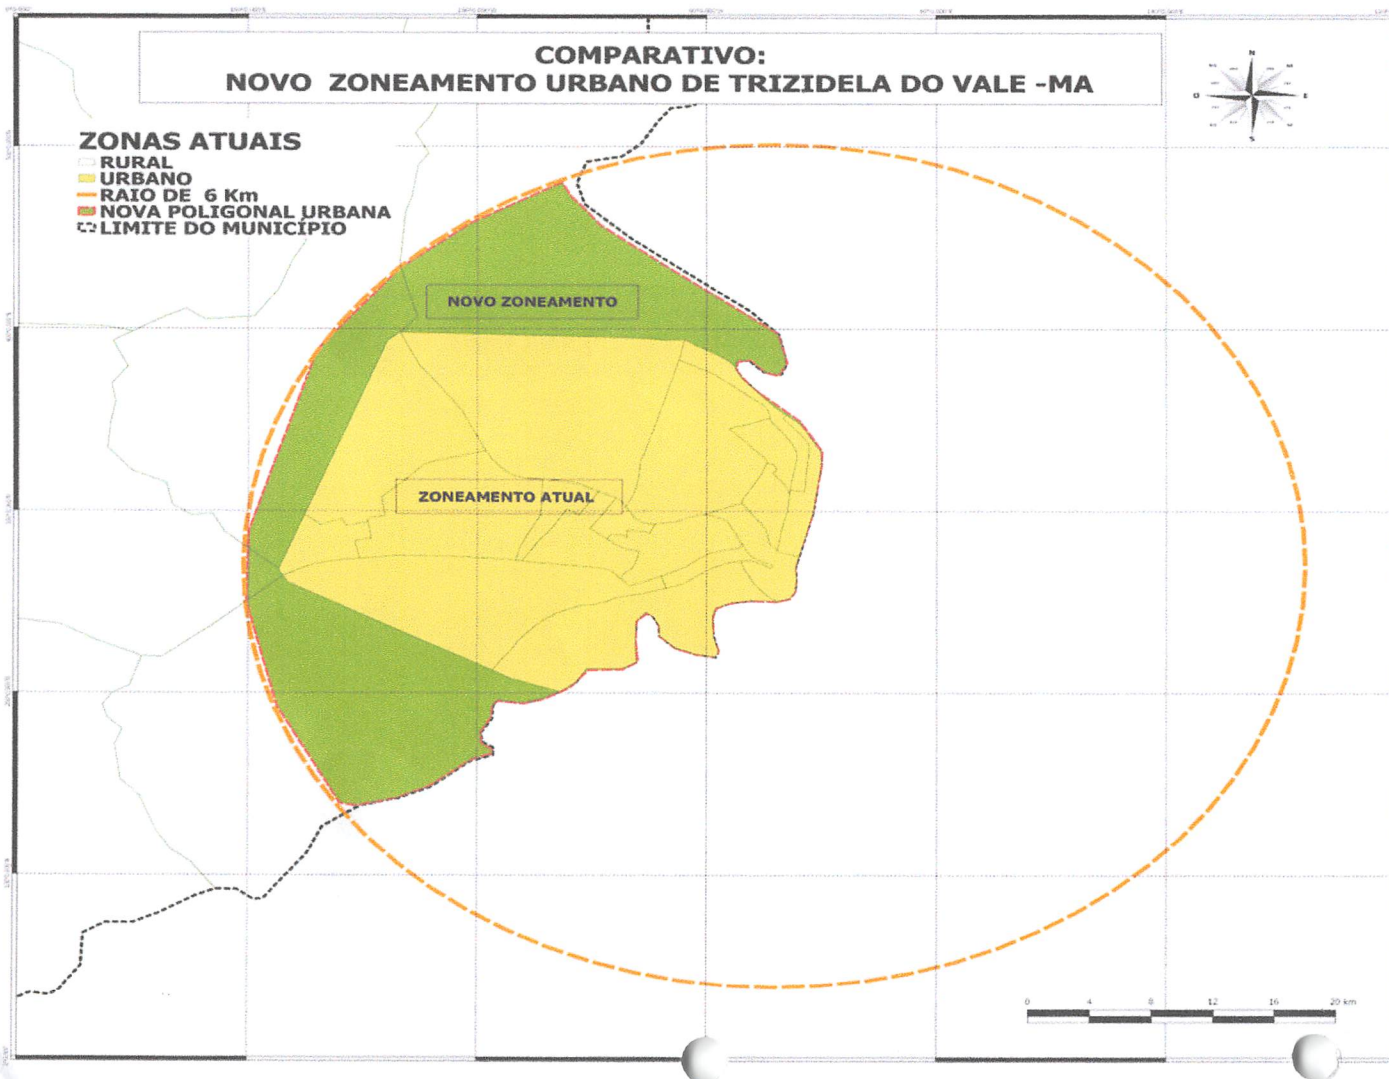 COMPARATIVO:
NOVO ZONEAMENTO URBANO DE TRIZIDELA DO VALE -MA
N
O
E
S
ZONAS ATUAIS
RURAL
URBANO
RAIO DE 6 Km
NOVA POLIGONAL URBANA
LIMITE DO MUNICÍPIO
NOVO ZONEAMENTO
ZONEAMENTO ATUAL
0 4 8 12 16 20 km